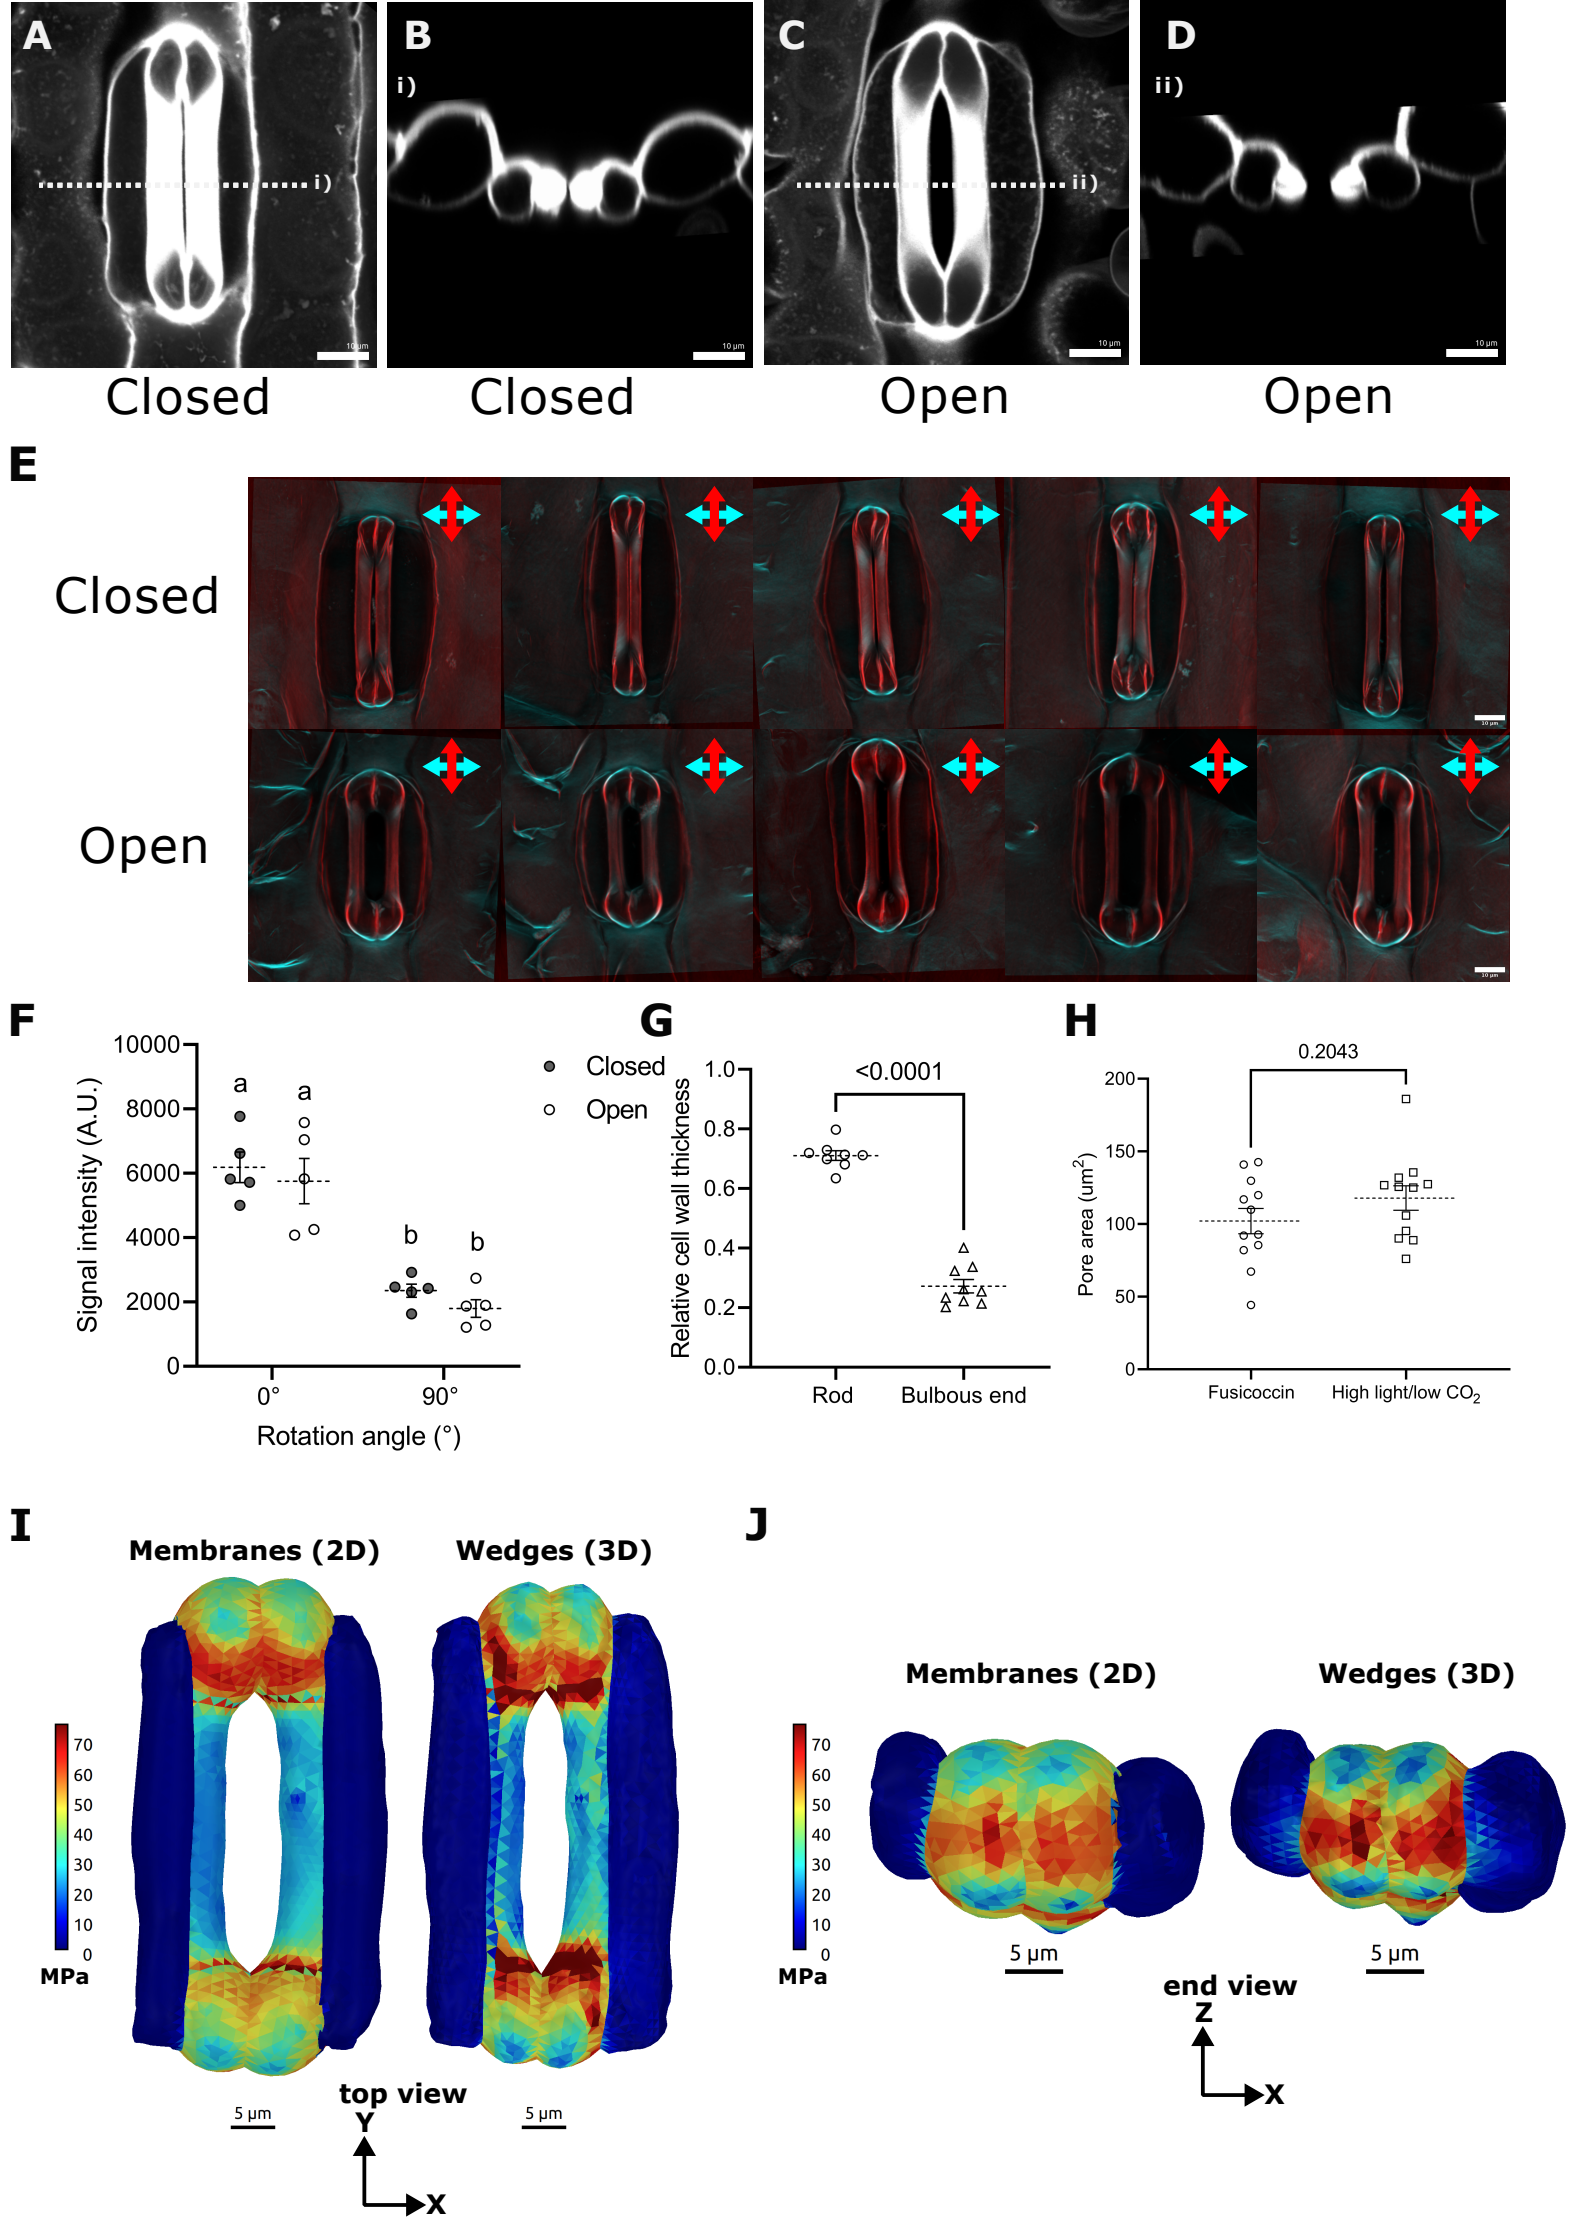 A
B
C
D
i)
ii)
i)
ii)
10 µm
10 µm
10 µm
10 µm
Closed
Closed
Open
Open
E
Closed
10 µm
Open
10 µm
F
G
H
10000
8000
6000
4000
2000
0
Signal intensity (A.U.)
a
a
b
b
Closed
Open
0°
90°
Rotation angle (°)
1.0
0.8
0.6
0.4
0.2
0.0
Relative cell wall thickness
<0.0001
Rod
Bulbous end
200
150
100
50
0
Pore area (um²)
0.2043
Fusicoccin
High light/low CO₂
I
J
Membranes (2D)
Wedges (3D)
70
60
50
40
30
20
10
0
MPa
5 µm
5 µm
top view
Y
X
Membranes (2D)
Wedges (3D)
70
60
50
40
30
20
10
0
MPa
5 µm
5 µm
end view
Z
X